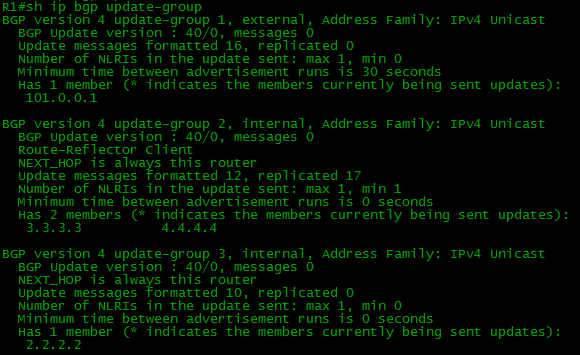 R1#sh ip bgp update-group
BGP version 4 update-group 1, external, Address Family: IPv4 Unicast
  BGP Update version : 40/0, messages 0
  Update messages formatted 16, replicated 0
  Number of NLRIs in the update sent: max 1, min 0
  Minimum time between advertisement runs is 30 seconds
  Has 1 member (* indicates the members currently being sent updates):
   101.0.0.1

BGP version 4 update-group 2, internal, Address Family: IPv4 Unicast
  BGP Update version : 40/0, messages 0
  Route-Reflector Client
  NEXT_HOP is always this router
  Update messages formatted 12, replicated 17
  Number of NLRIs in the update sent: max 1, min 1
  Minimum time between advertisement runs is 0 seconds
  Has 2 members (* indicates the members currently being sent updates):
   3.3.3.3          4.4.4.4

BGP version 4 update-group 3, internal, Address Family: IPv4 Unicast
  BGP Update version : 40/0, messages 0
  NEXT_HOP is always this router
  Update messages formatted 10, replicated 0
  Number of NLRIs in the update sent: max 1, min 0
  Minimum time between advertisement runs is 0 seconds
  Has 1 member (* indicates the members currently being sent updates):
   2.2.2.2